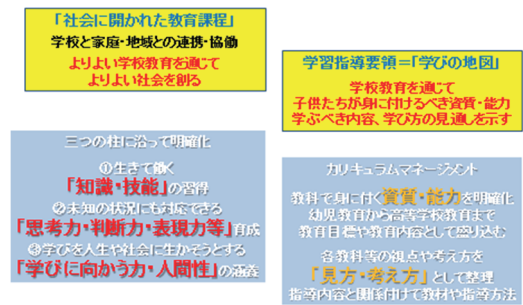 「社会に開かれた教育課程」
学校と家庭・地域との連携・協働
よりよい学校教育を通じて
よりよい社会を創る
学習指導要領＝「学びの地図」
学校教育を通じて
子供たちが身に付けるべき資質・能力
学ぶべき内容、学び方の見通しを示す
三つの柱に沿って明確化
①生きて働く
「知識・技能」の習得
②未知の状況にも対応できる
「思考力・判断力・表現力等」育成
③学びを人生や社会に生かそうとする
「学びに向かう力・人間性」の涵養
カリキュラムマネージメント
教科で身に付く資質・能力を明確化
幼児教育から高等学校教育まで
教育目標や教育内容として盛り込む
各教科等の視点や考え方を
「見方・考え方」として整理
指導内容と関係付けて教材や指導方法